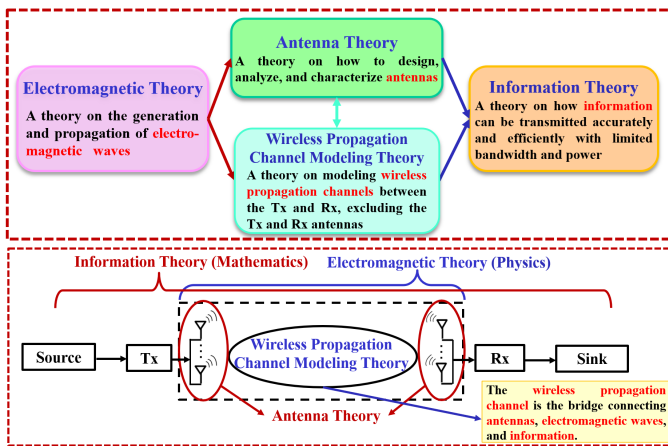 Antenna Theory
A theory on how to design,
analyze, and characterize antennas
Electromagnetic Theory
A theory on the generation
and propagation of electro-
magnetic waves
Information Theory
A theory on how information
can be transmitted accurately
and efficiently with limited
bandwidth and power
Wireless Propagation
Channel Modeling Theory
A theory on modeling wireless
propagation channels between
the Tx and Rx, excluding the
Tx and Rx antennas
Information Theory (Mathematics)
Electromagnetic Theory (Physics)
Source
Tx
Wireless Propagation
Channel Modeling Theory
Rx
Sink
Antenna Theory
The wireless propagation
channel is the bridge connecting
antennas, electromagnetic waves,
and information.